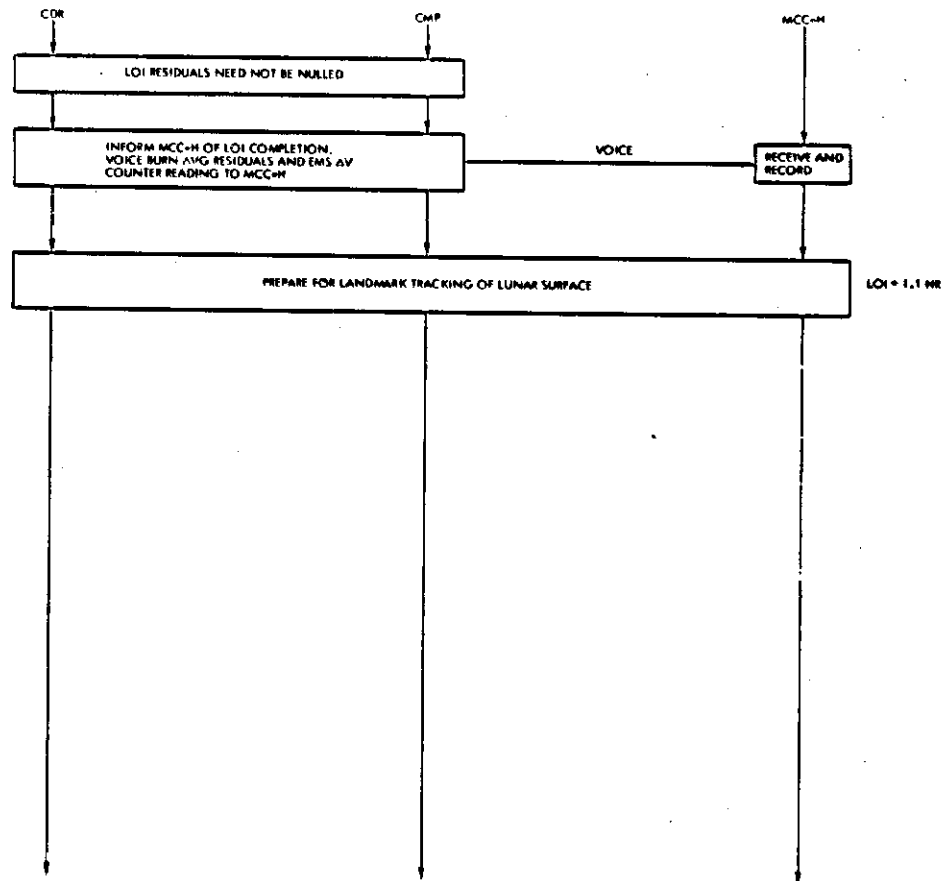 CDR
CMP
MCC-H
LOI RESIDUALS NEED NOT BE NULLED
INFORM MCC-H OF LOI COMPLETION.
VOICE BURN AVG RESIDUALS AND EMS ΔV
COUNTER READING TO MCC-H
VOICE
RECEIVE AND
RECORD
PREPARE FOR LANDMARK TRACKING OF LUNAR SURFACE
LOI + 1.1 HR